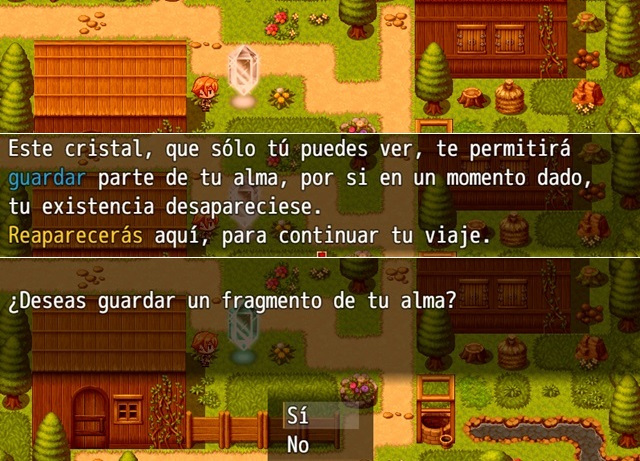 Este cristal, que sólo tú puedes ver, te permitirá
guardar parte de tu alma, por si en un momento dado,
tu existencia desapareciese.
Reaparecerás aquí, para continuar tu viaje.
¿Deseas guardar un fragmento de tu alma?
Sí
No